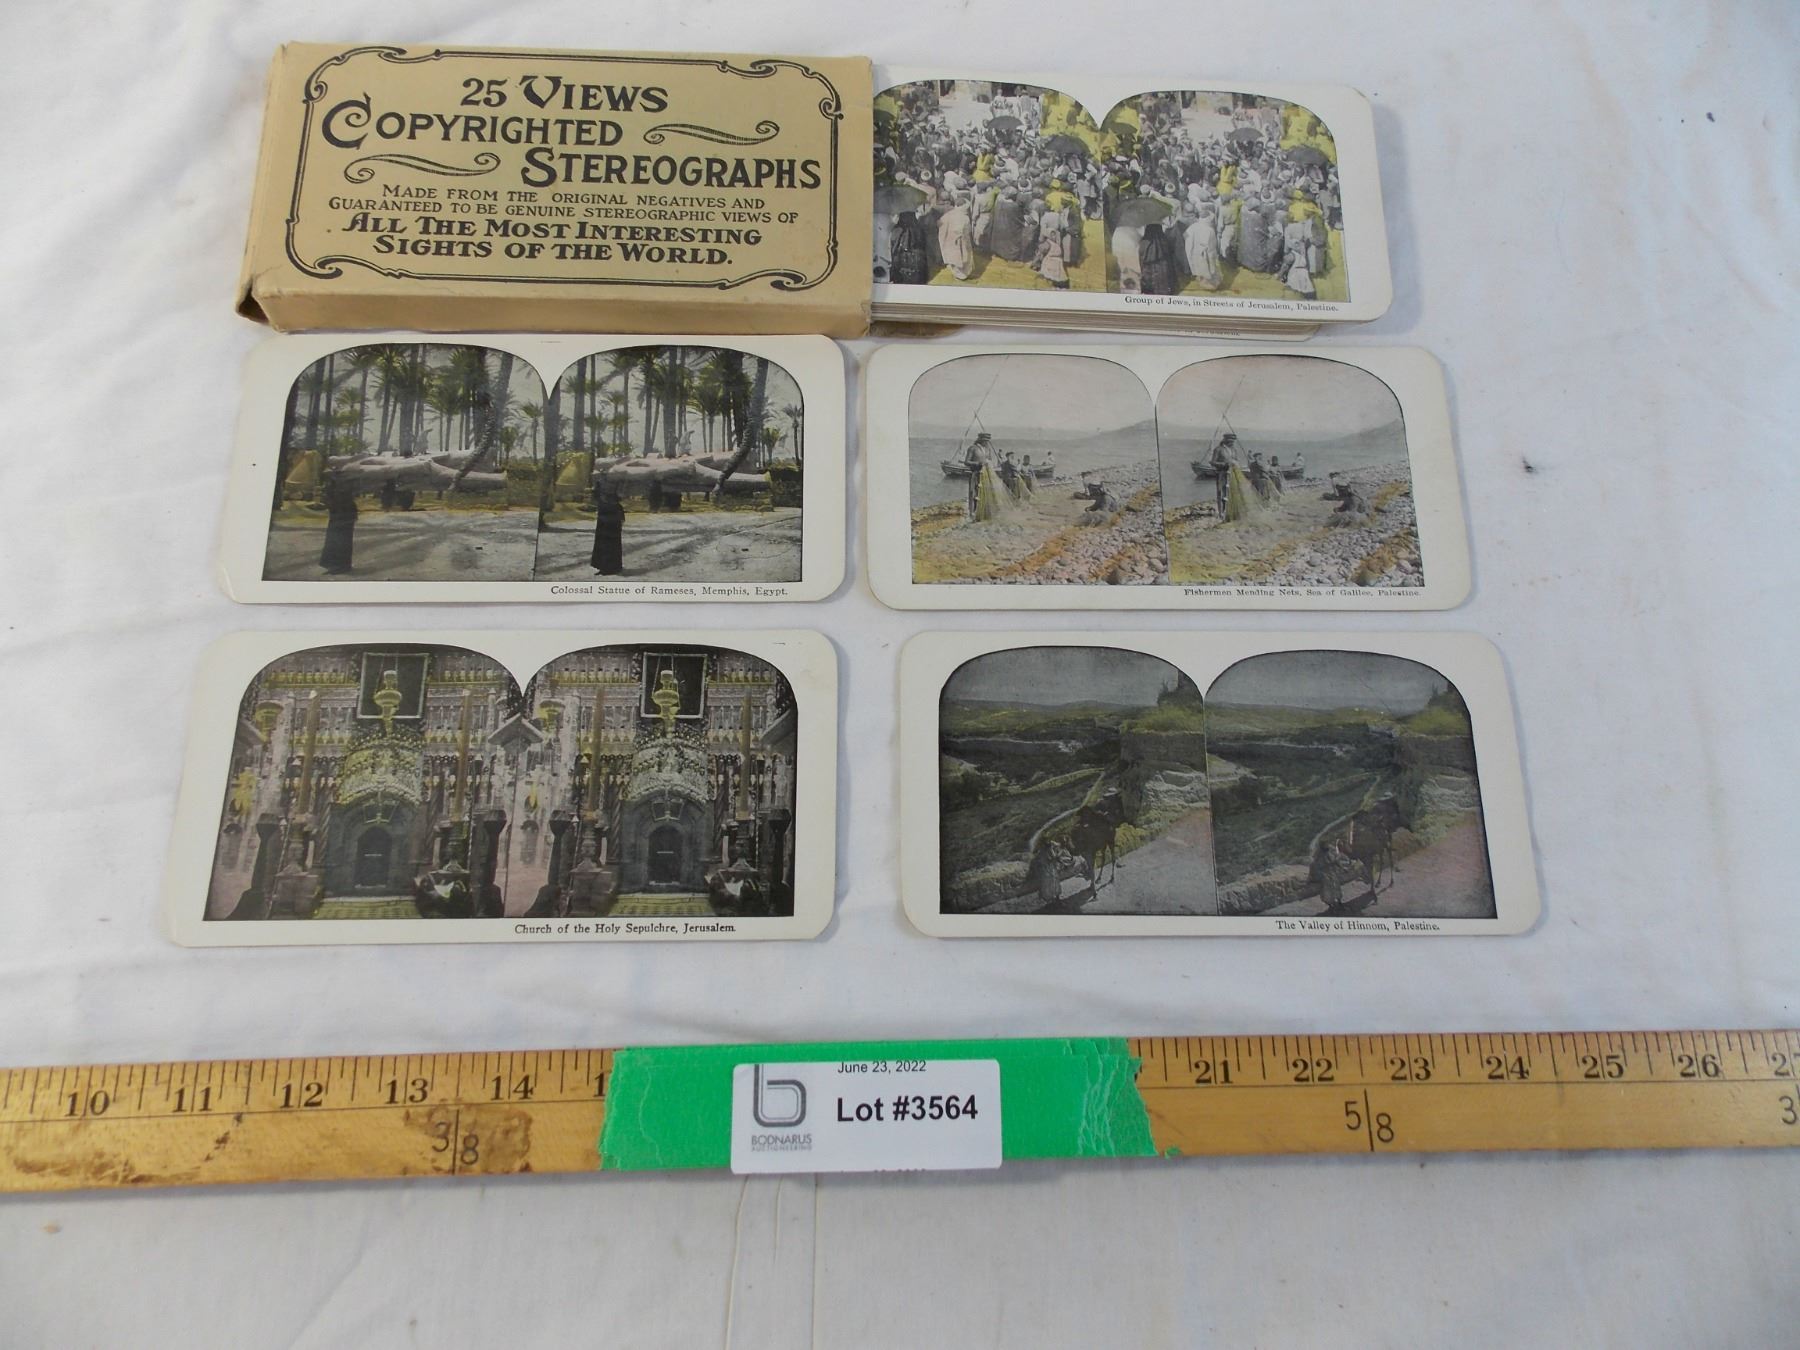 25 VIEWS
COPYRIGHTED
STEREOGRAPHS
MADE FROM THE ORIGINAL NEGATIVES AND
GUARANTEED TO BE GENUINE STEREOGRAPHIC VIEWS OF
ALL THE MOST INTERESTING
SIGHTS OF THE WORLD.
Group of Jews, in Streets of Jerusalem, Palestine.
Colossal Statue of Rameses, Memphis, Egypt.
Fishermen Mending Nets, Sea of Galilee, Palestine.
Church of the Holy Sepulchre, Jerusalem.
The Valley of Hinnom, Palestine.
10 11 12 13 14 1 21 22 23 24 25 26 27
3/8 5/8 3
June 23, 2022
Lot #3564
b
BODNARUS
AUCTIONEERING